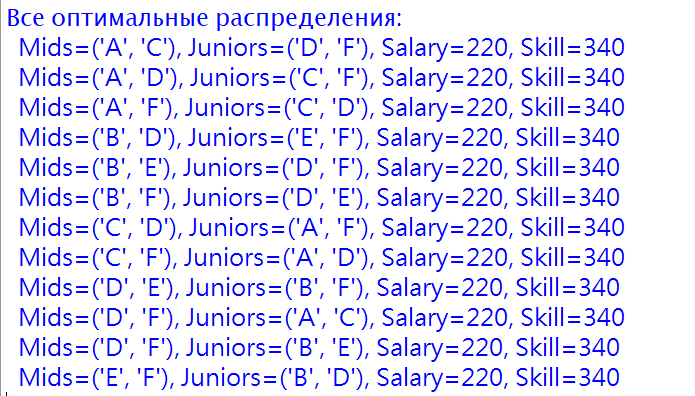 Все оптимальные распределения:
Mids=('A', 'C'), Juniors=('D', 'F'), Salary=220, Skill=340
Mids=('A', 'D'), Juniors=('C', 'F'), Salary=220, Skill=340
Mids=('A', 'F'), Juniors=('C', 'D'), Salary=220, Skill=340
Mids=('B', 'D'), Juniors=('E', 'F'), Salary=220, Skill=340
Mids=('B', 'E'), Juniors=('D', 'F'), Salary=220, Skill=340
Mids=('B', 'F'), Juniors=('D', 'E'), Salary=220, Skill=340
Mids=('C', 'D'), Juniors=('A', 'F'), Salary=220, Skill=340
Mids=('C', 'F'), Juniors=('A', 'D'), Salary=220, Skill=340
Mids=('D', 'E'), Juniors=('B', 'F'), Salary=220, Skill=340
Mids=('D', 'F'), Juniors=('A', 'C'), Salary=220, Skill=340
Mids=('D', 'F'), Juniors=('B', 'E'), Salary=220, Skill=340
Mids=('E', 'F'), Juniors=('B', 'D'), Salary=220, Skill=340